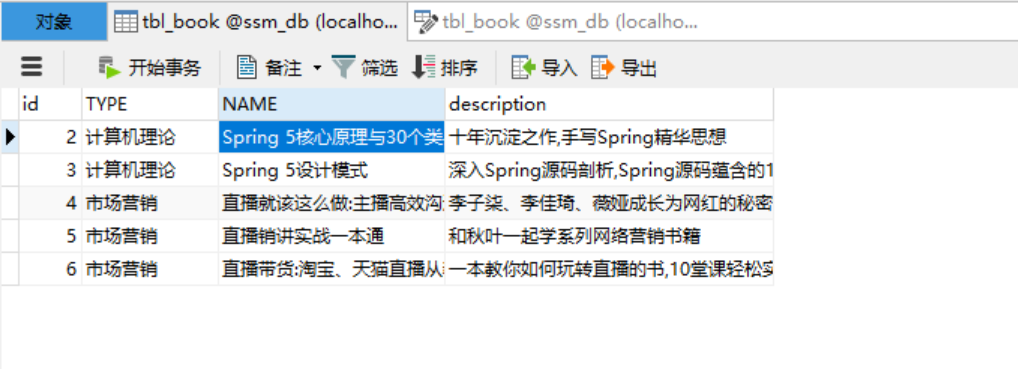 对象 tbl_book @ssm_db (localho... tbl_book @ssm_db (localho...
开始事务 备注 筛选 排序 导入 导出
id TYPE NAME description
2 计算机理论 Spring 5核心原理与30个类 十年沉淀之作,手写Spring精华思想
3 计算机理论 Spring 5设计模式 深入Spring源码剖析,Spring源码蕴含的1
4 市场营销 直播就该这么做:主播高效沟 李子柒、李佳琦、薇娅成长为网红的秘密
5 市场营销 直播销讲实战一本通 和秋叶一起学系列网络营销书籍
6 市场营销 直播带货:淘宝、天猫直播从 一本教你如何玩转直播的书,10堂课轻松实